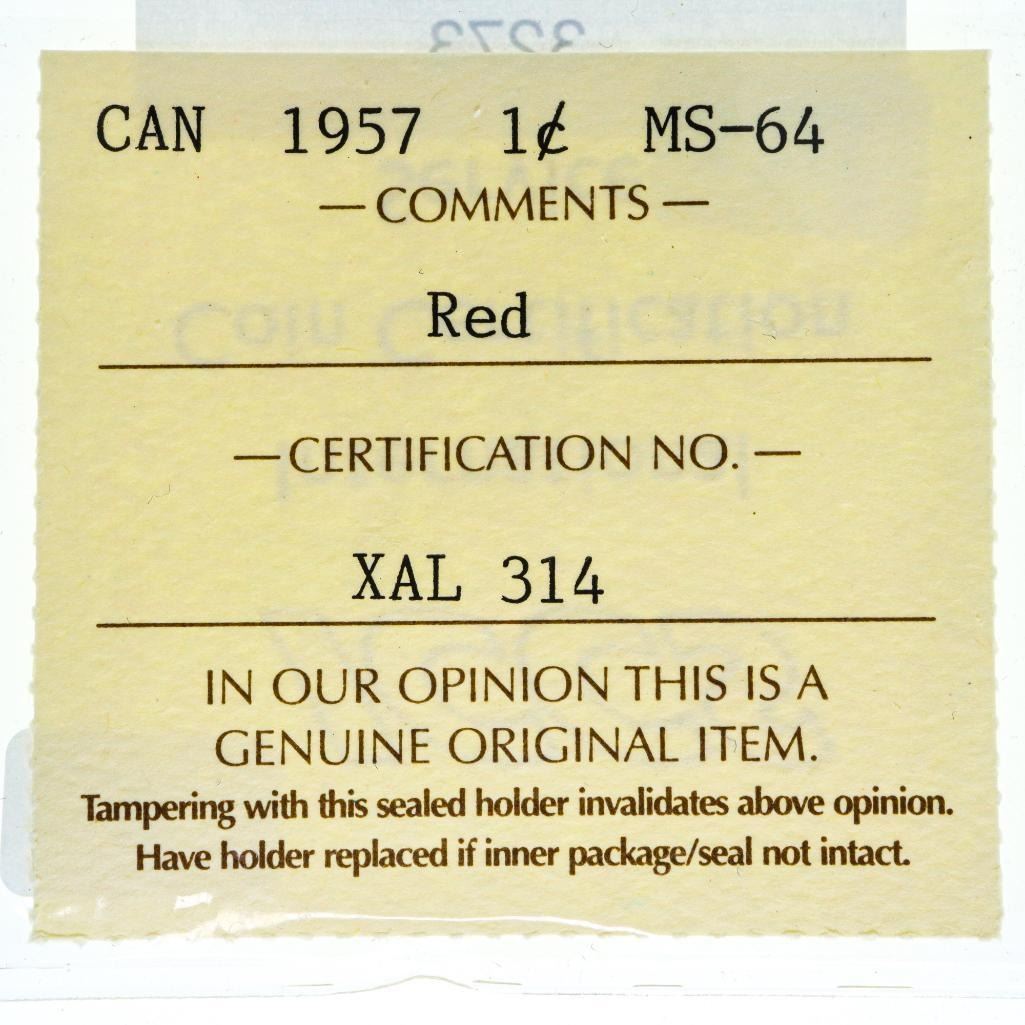 CAN 1957 1¢ MS-64
— COMMENTS —
Red
— CERTIFICATION NO. —
XAL 314
IN OUR OPINION THIS IS A
GENUINE ORIGINAL ITEM.
Tampering with this sealed holder invalidates above opinion.
Have holder replaced if inner package/seal not intact.